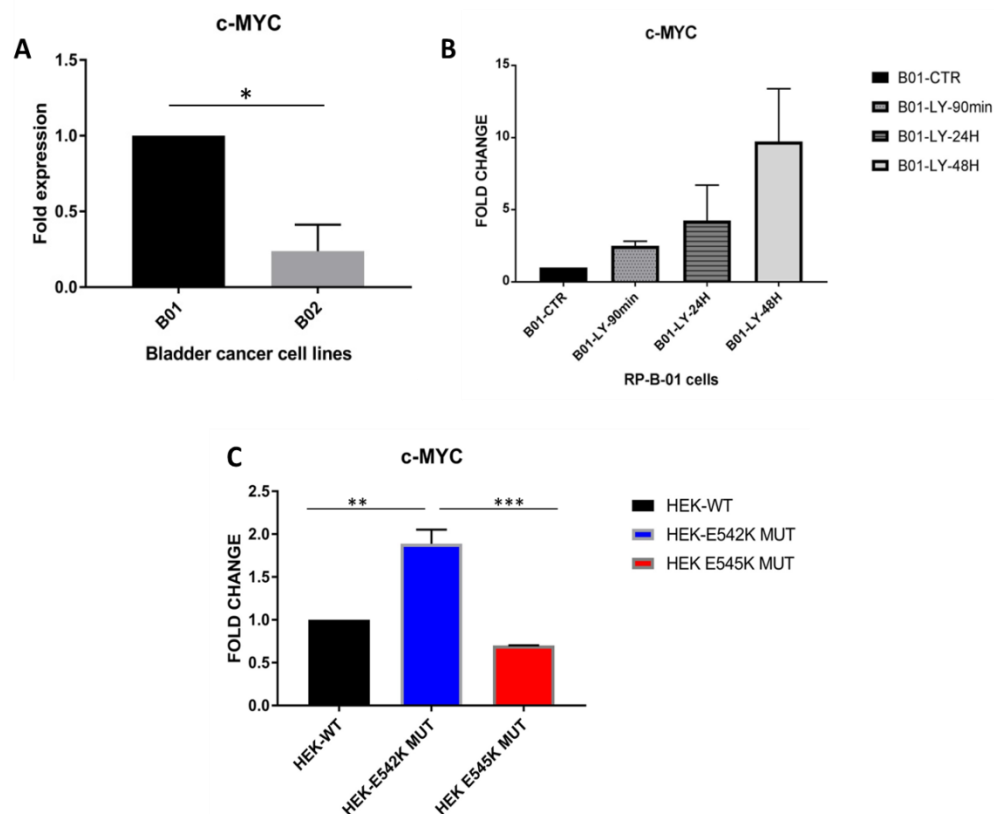 A
c-MYC
1.5
*
1.0
0.5
0.0
Fold expression
B01
B02
Bladder cancer cell lines
B
c-MYC
15
10
5
0
FOLD CHANGE
B01-CTR
B01-LY-90min
B01-LY-24H
B01-LY-48H
RP-B-01 cells
B01-CTR
B01-LY-90min
B01-LY-24H
B01-LY-48H
C
c-MYC
2.5
**
***
2.0
1.5
1.0
0.5
0.0
FOLD CHANGE
HEK-WT
HEK-E542K MUT
HEK E545K MUT
HEK-WT
HEK-E542K MUT
HEK E545K MUT